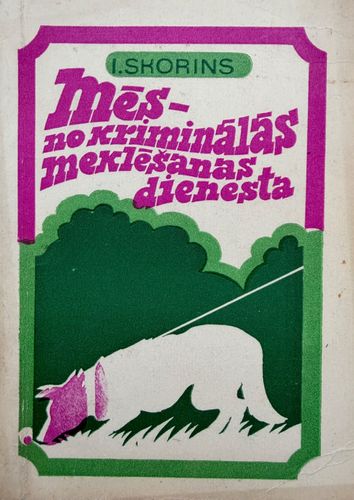 I.SKORINS
Mēs-
no kriminālās
meklēšanas
dienesta